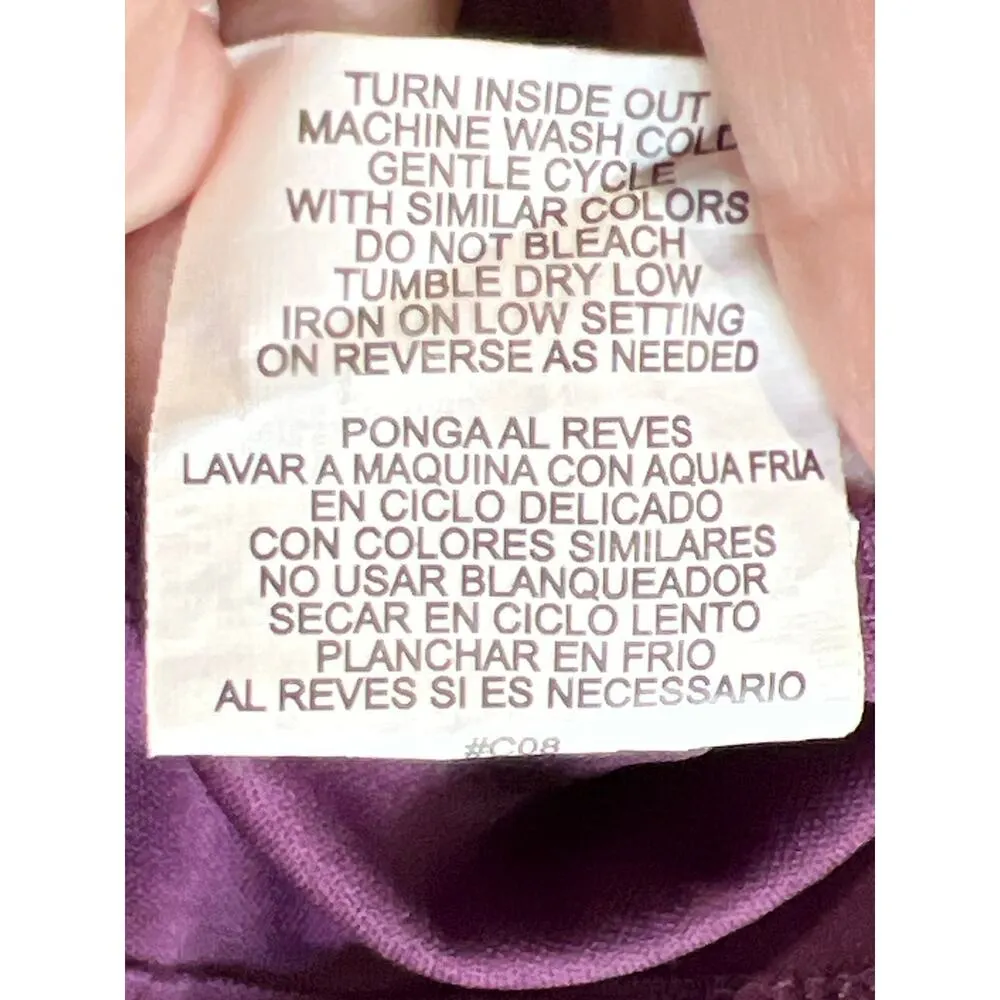 TURN INSIDE OUT
MACHINE WASH COLD
GENTLE CYCLE
WITH SIMILAR COLORS
DO NOT BLEACH
TUMBLE DRY LOW
IRON ON LOW SETTING
ON REVERSE AS NEEDED
PONGA AL REVES
LAVAR A MAQUINA CON AQUA FRIA
EN CICLO DELICADO
CON COLORES SIMILARES
NO USAR BLANQUEADOR
SECAR EN CICLO LENTO
PLANCHAR EN FRIO
AL REVES SI ES NECESSARIO
#C08